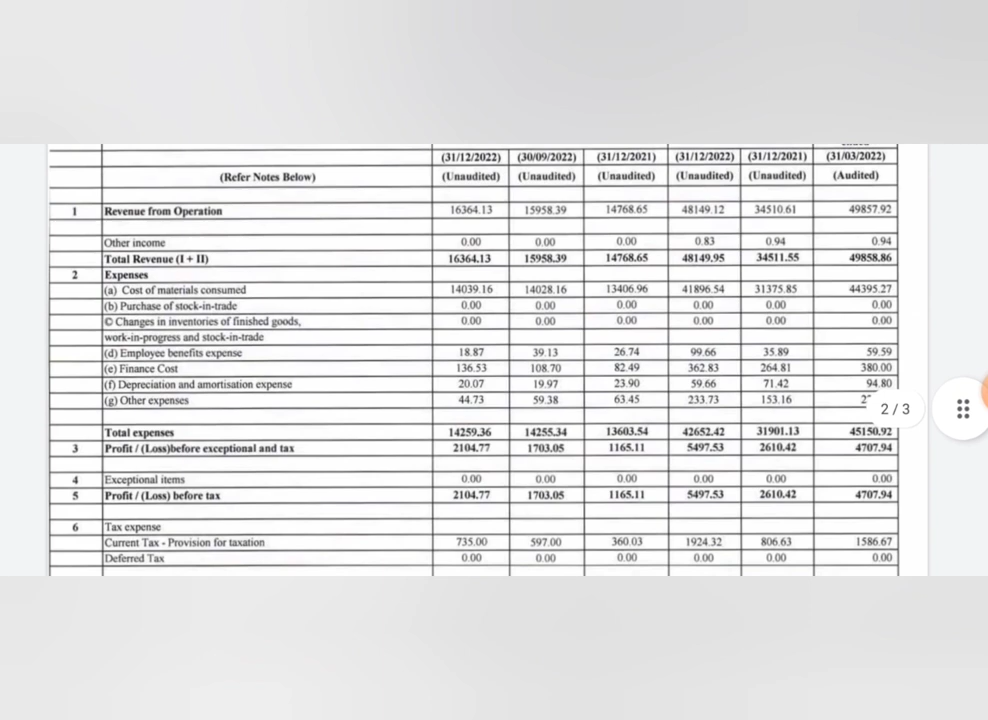 (31/12/2022) (30/09/2022) (31/12/2021) (31/12/2022) (31/12/2021) (31/03/2022)
(Refer Notes Below) (Unaudited) (Unaudited) (Unaudited) (Unaudited) (Unaudited) (Audited)
1 Revenue from Operation 16364.13 15958.39 14768.65 48149.12 34510.61 49857.92
Other income 0.00 0.00 0.00 0.83 0.94 0.94
Total Revenue (I + II) 16364.13 15958.39 14768.65 48149.95 34511.55 49858.86
2 Expenses
(a) Cost of materials consumed 14039.16 14028.16 13406.96 41896.54 31375.85 44395.27
(b) Purchase of stock-in-trade 0.00 0.00 0.00 0.00 0.00 0.00
© Changes in inventories of finished goods, 0.00 0.00 0.00 0.00 0.00 0.00
work-in-progress and stock-in-trade
(d) Employee benefits expense 18.87 39.13 26.74 99.66 35.89 59.59
(e) Finance Cost 136.53 108.70 82.49 362.83 264.81 380.00
(f) Depreciation and amortisation expense 20.07 19.97 23.90 59.66 71.42 94.80
(g) Other expenses 44.73 59.38 63.45 233.73 153.16
2 / 3
Total expenses 14259.36 14255.34 13603.54 42652.42 31901.13 45150.92
3 Profit / (Loss)before exceptional and tax 2104.77 1703.05 1165.11 5497.53 2610.42 4707.94
4 Exceptional items 0.00 0.00 0.00 0.00 0.00 0.00
5 Profit / (Loss) before tax 2104.77 1703.05 1165.11 5497.53 2610.42 4707.94
6 Tax expense
Current Tax - Provision for taxation 735.00 597.00 360.03 1924.32 806.63 1586.67
Deferred Tax 0.00 0.00 0.00 0.00 0.00 0.00